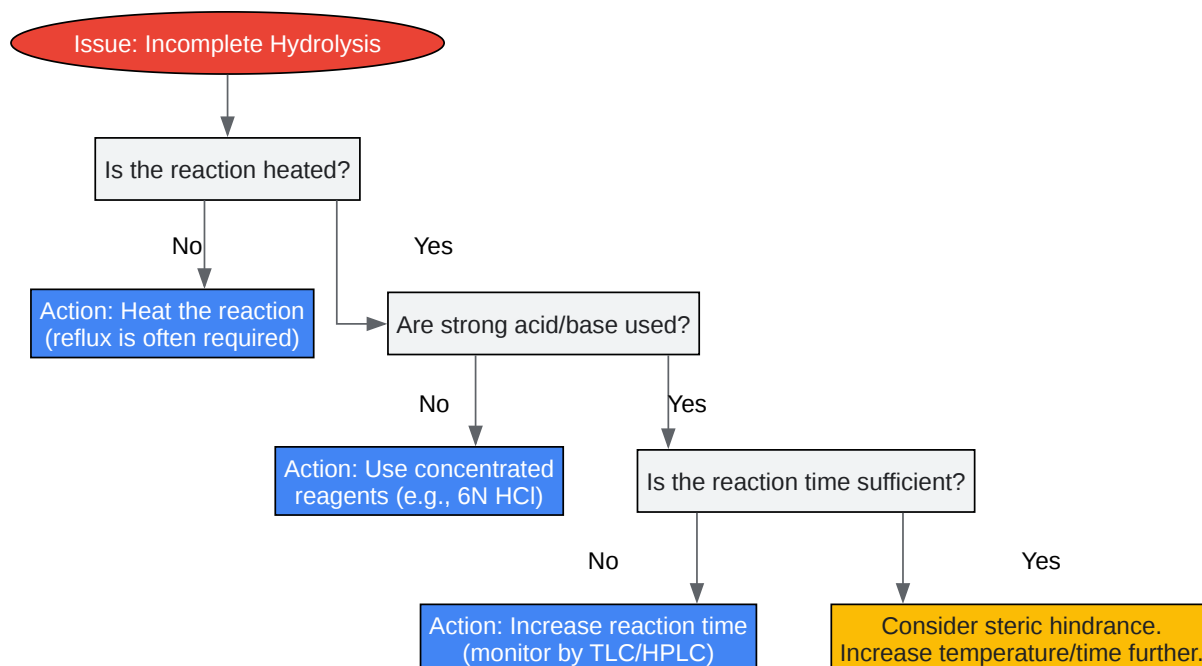 Issue: Incomplete Hydrolysis
Is the reaction heated?
No
Yes
Action: Heat the reaction
(reflux is often required)
Are strong acid/base used?
No
Yes
Action: Use concentrated
reagents (e.g., 6N HCl)
Is the reaction time sufficient?
No
Yes
Action: Increase reaction time
(monitor by TLC/HPLC)
Consider steric hindrance.
Increase temperature/time further.